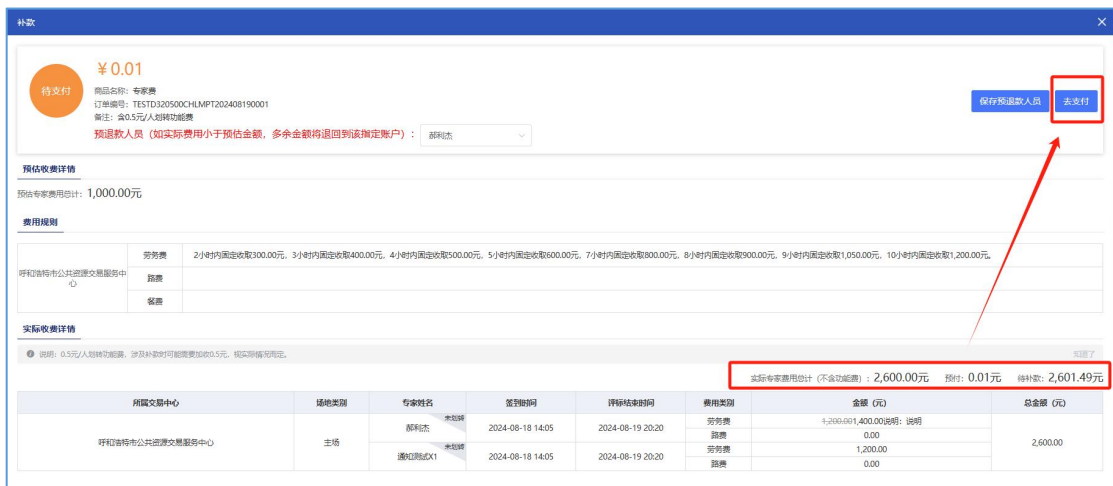 补款
待支付
¥ 0.01
商品名称：专家费
订单编号：TESTD320500CHLMPT202408190001
备注：含0.5元/人划转功能费
预退款人员（如实际费用小于预估金额，多余金额将退回到该指定账户）： 郝利杰
保存预退款人员 去支付
预估收费详情
预估专家费用总计：1,000.00元
费用规则
呼和浩特市公共资源交易服务中心
劳务费 2小时内固定收取300.00元，3小时内固定收取400.00元，4小时内固定收取500.00元，5小时内固定收取600.00元，7小时内固定收取800.00元，8小时内固定收取900.00元，9小时内固定收取1,050.00元，10小时内固定收取1,200.00元。
路费
餐费
实际收费详情
说明：0.5元/人划转功能费，涉及补款时可能需要加收0.5元，视实际情况而定。 知道了
实际专家费用总计（不含功能费）：2,600.00元 预付：0.01元 待补款：2,601.49元
所属交易中心 场地类别 专家姓名 签到时间 评标结束时间 费用类别 金额（元） 总金额（元）
呼和浩特市公共资源交易服务中心 主场 郝利杰 未划转 2024-08-18 14:05 2024-08-19 20:20 劳务费 1,200.001,400.00说明：说明 2,600.00
路费 0.00
通知测试X1 未划转 2024-08-18 14:05 2024-08-19 20:20 劳务费 1,200.00
路费 0.00